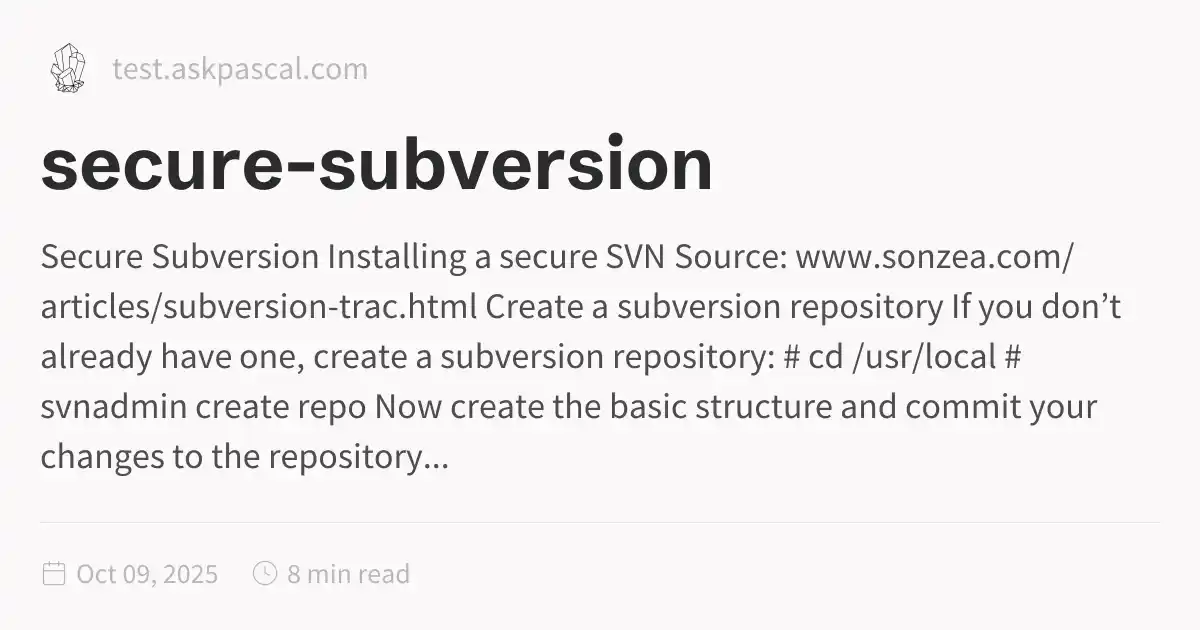 test.askpascal.com
secure-subversion
Secure Subversion Installing a secure SVN Source: www.sonzea.com/
articles/subversion-trac.html Create a subversion repository If you don’t
already have one, create a subversion repository: # cd /usr/local #
svnadmin create repo Now create the basic structure and commit your
changes to the repository...
Oct 09, 2025 8 min read